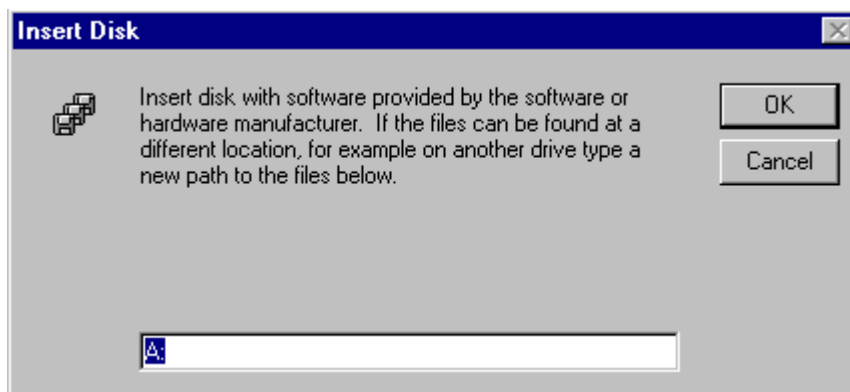 Insert Disk
Insert disk with software provided by the software or
hardware manufacturer.  If the files can be found at a
different location, for example on another drive type a
new path to the files below.
OK
Cancel
A: